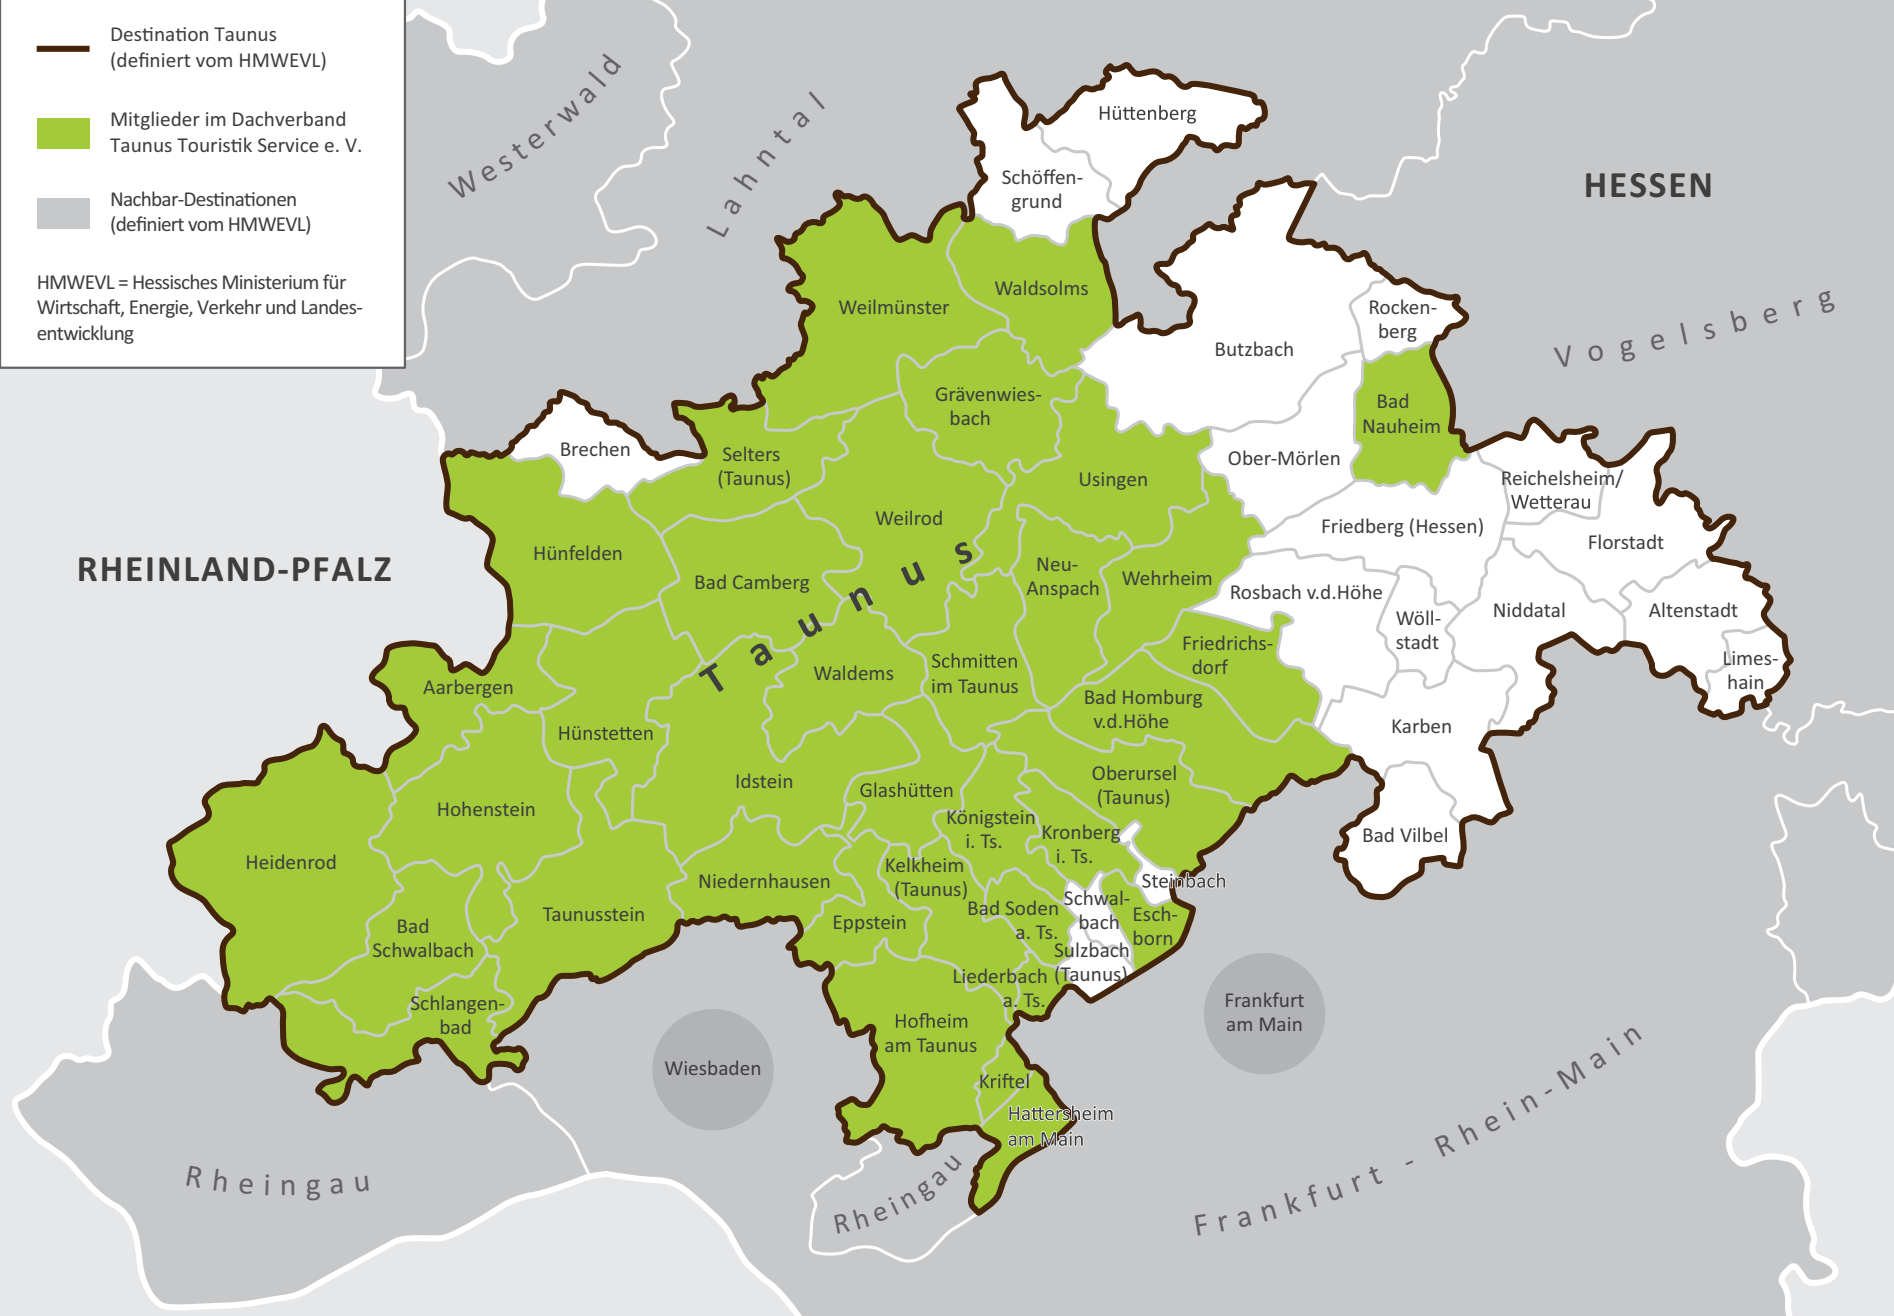 Destination Taunus
(definiert vom HMWEVL)
Mitglieder im Dachverband
Taunus Touristik Service e. V.
Nachbar-Destinationen
(definiert vom HMWEVL)
HMWEVL = Hessisches Ministerium für
Wirtschaft, Energie, Verkehr und Landes-
entwicklung
Westerwald
Lahntal
HESSEN
Vogelsberg
RHEINLAND-PFALZ
Taunus
Hüttenberg
Schöffen-
grund
Waldsolms
Weilmünster
Rocken-
berg
Butzbach
Grävenwies-
bach
Bad
Nauheim
Brechen
Selters
(Taunus)
Ober-Mörlen
Usingen
Reichelsheim/
Wetterau
Weilrod
Friedberg (Hessen)
Florstadt
Hünfelden
Neu-
Anspach
Bad Camberg
Wehrheim
Rosbach v.d.Höhe
Wöll-
stadt
Niddatal
Altenstadt
Friedrichs-
dorf
Limes-
hain
Aarbergen
Waldems
Schmitten
im Taunus
Bad Homburg
v.d.Höhe
Karben
Hünstetten
Idstein
Glashütten
Oberursel
(Taunus)
Hohenstein
Königstein
i. Ts.
Kronberg
i. Ts.
Bad Vilbel
Heidenrod
Niedernhausen
Kelkheim
(Taunus)
Steinbach
Schwal-
bach
Bad Soden
a. Ts.
Esch-
born
Taunusstein
Eppstein
Bad
Schwalbach
Sulzbach
(Taunus)
Liederbach
a. Ts.
Schlangen-
bad
Hofheim
am Taunus
Frankfurt
am Main
Wiesbaden
Kriftel
Hattersheim
am Main
Rheingau
Rheingau
Frankfurt - Rhein-Main